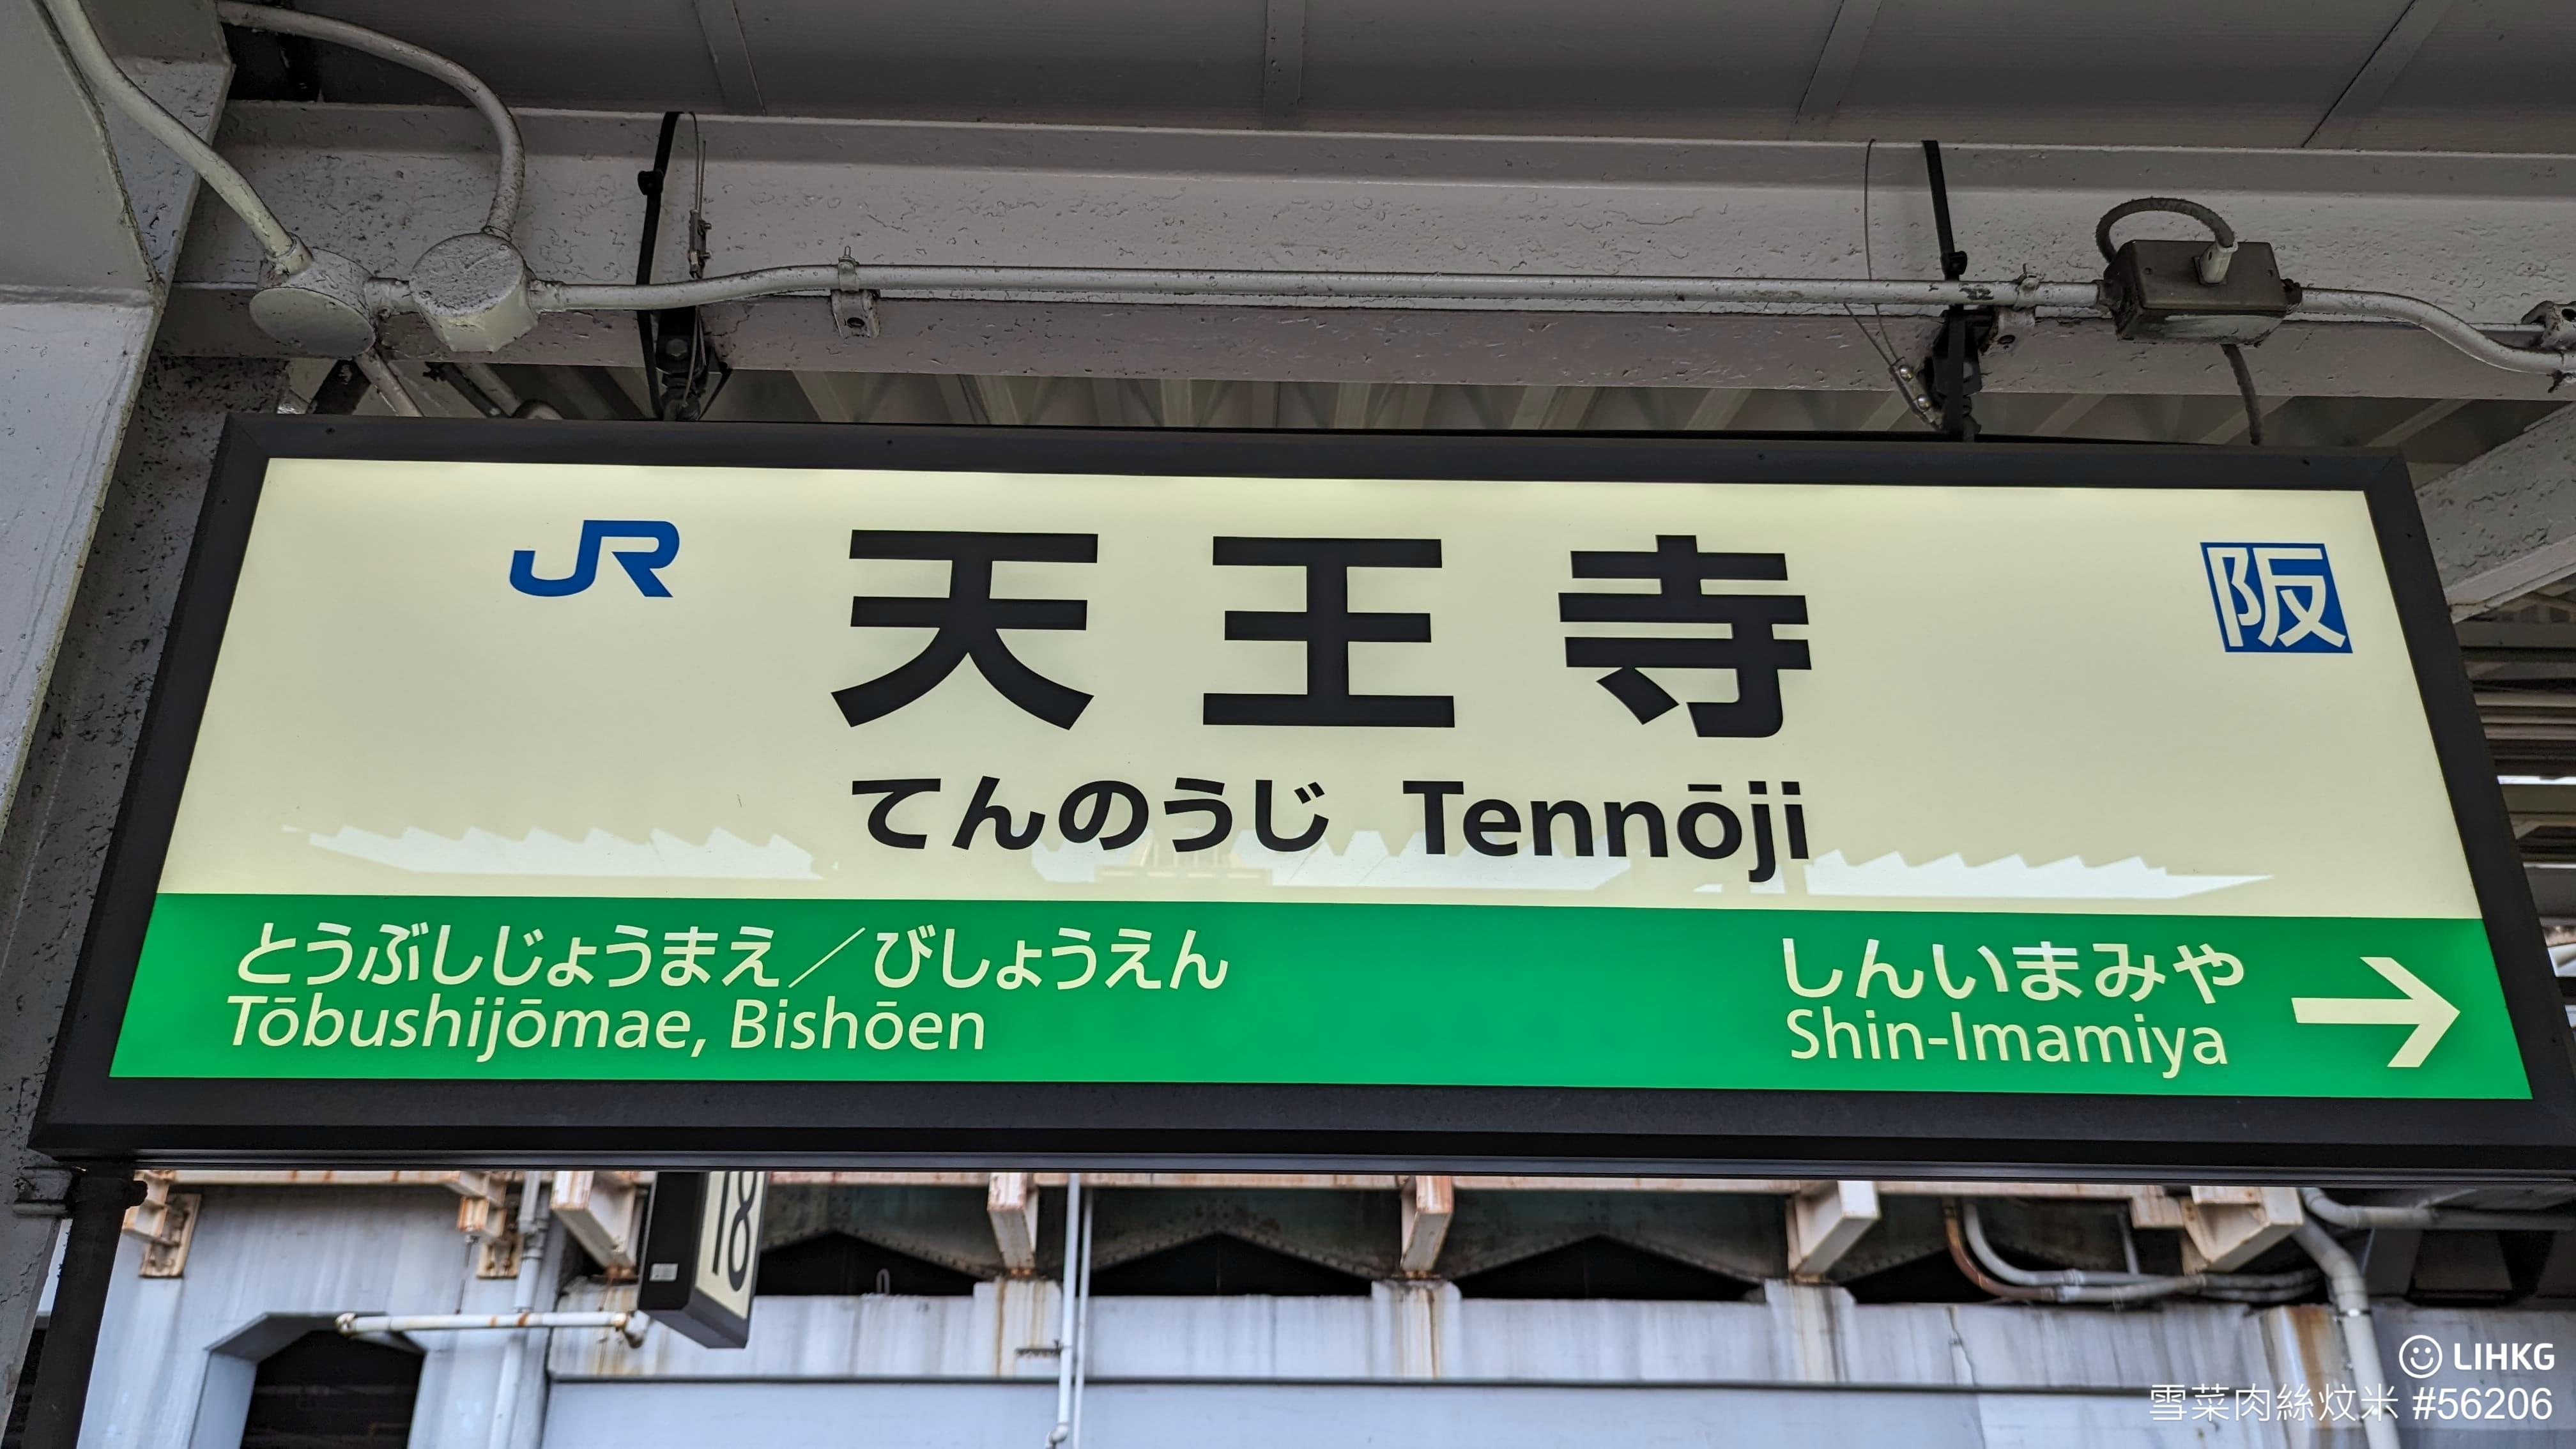 JR 天王寺 阪
てんのうじ Tennōji
とうぶしじょうまえ／びしょうえん
Tōbushijōmae, Bishōen
しんいまみや →
Shin-Imamiya
18
LIHKG
雪菜肉絲炆米 #56206